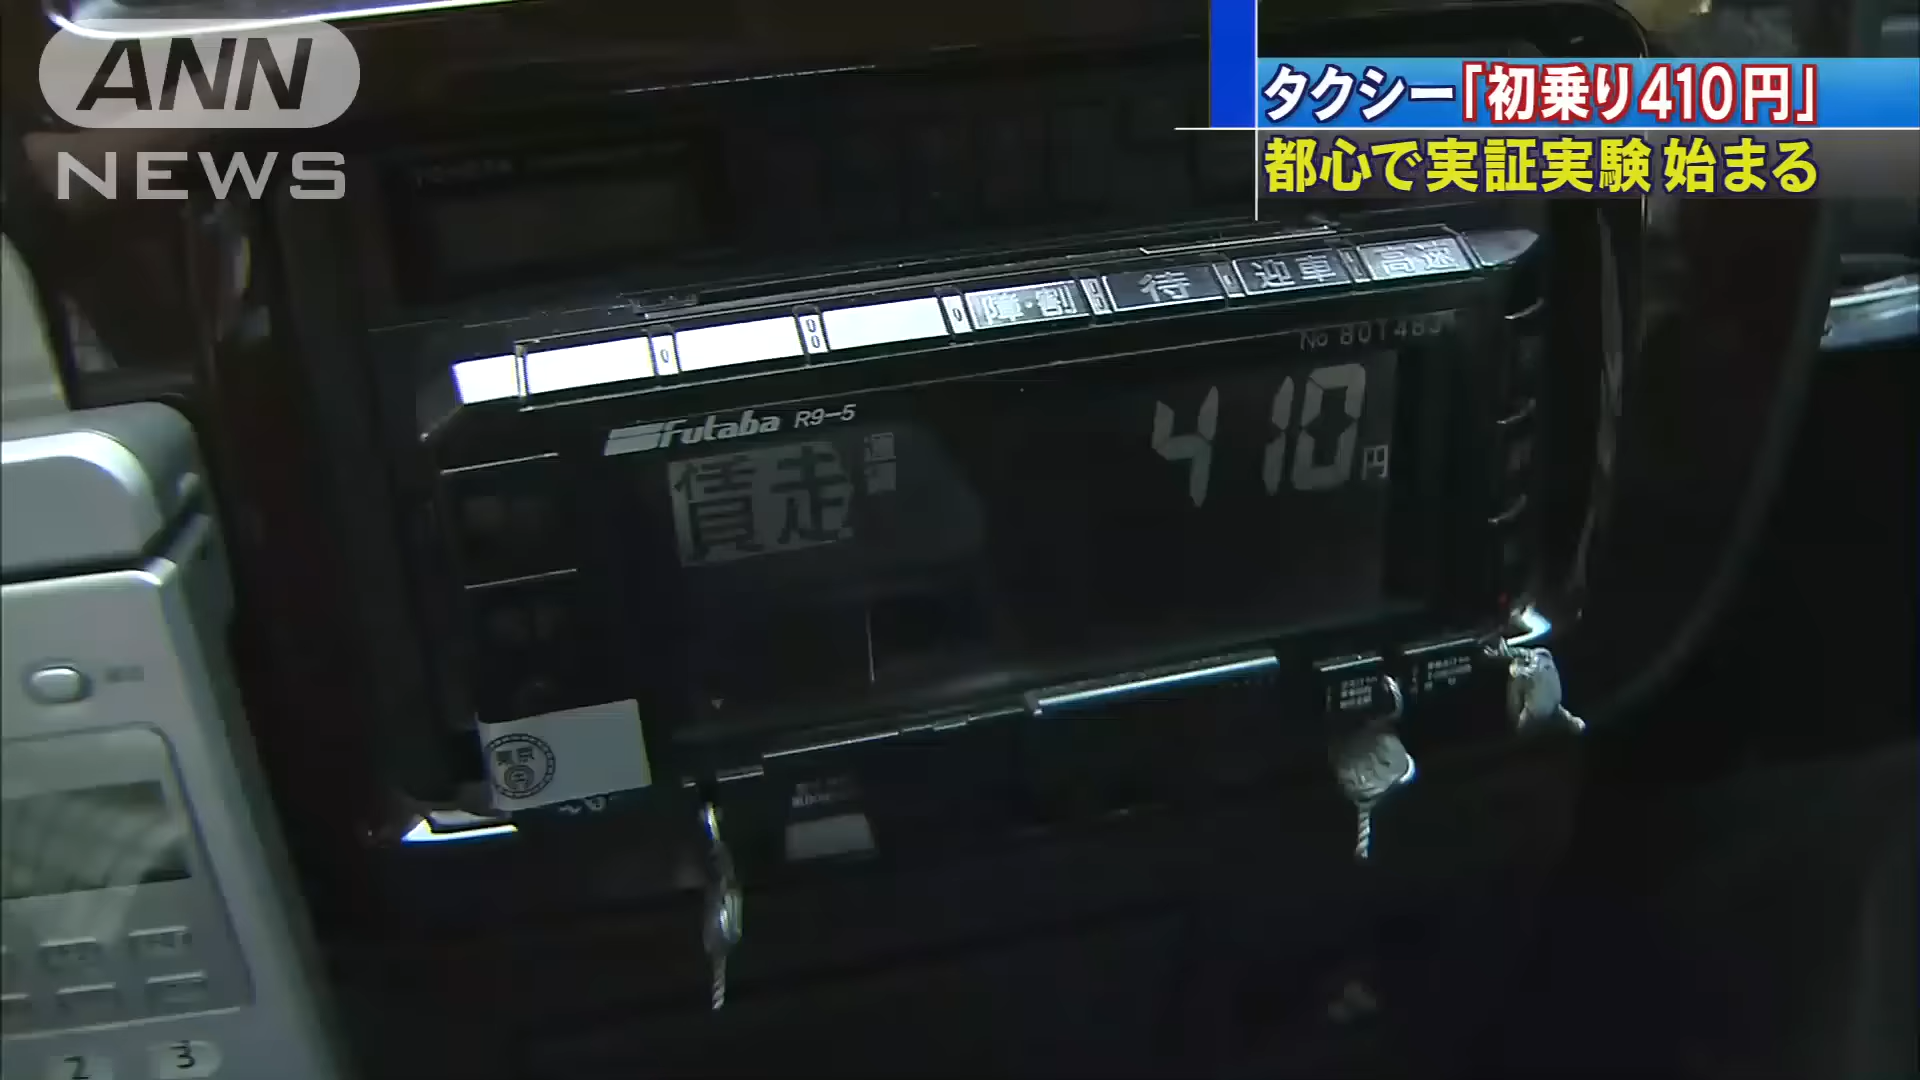 ANN
NEWS
タクシー「初乗り410円」
都心で実証実験 始まる
障・割
待
迎車
高速
Futaba R9-5
賃走
410円
2
3